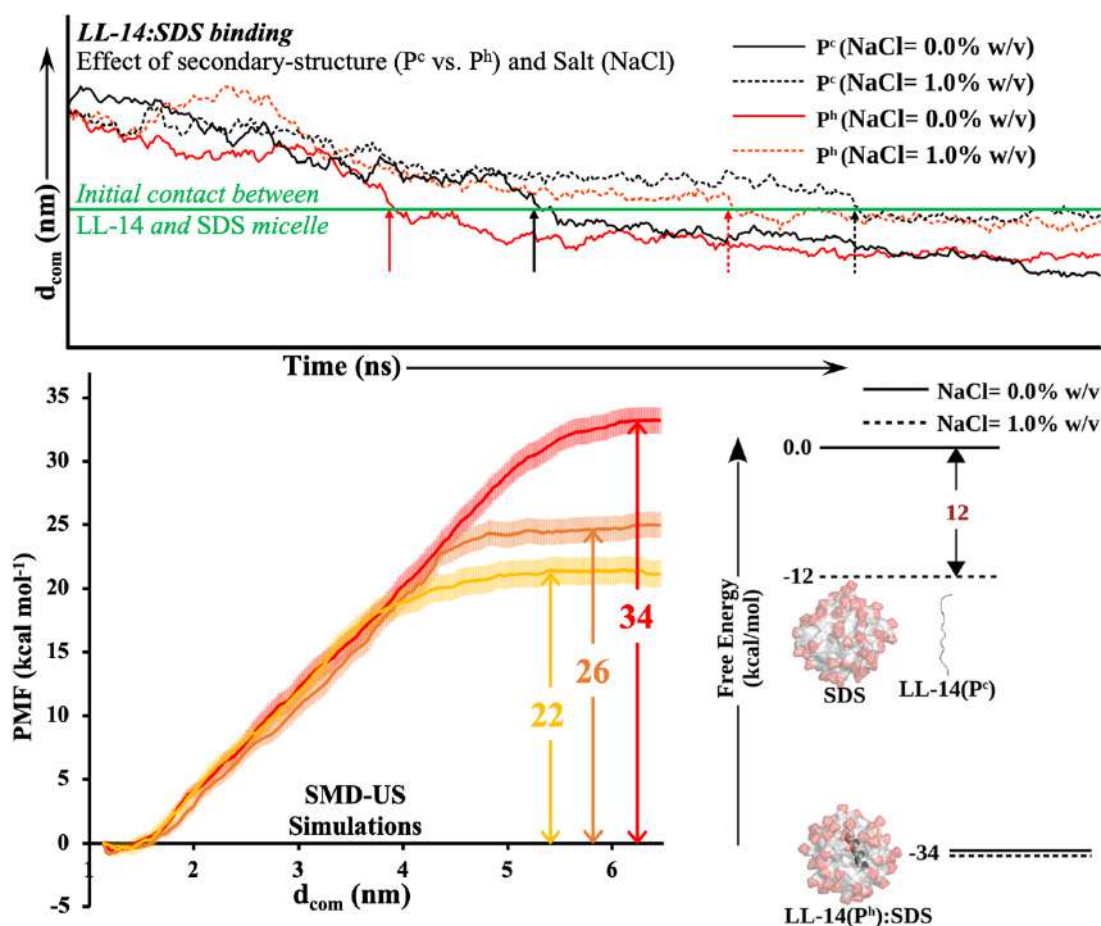 LL-14:SDS binding
Effect of secondary-structure (Pᶜ vs. Pʰ) and Salt (NaCl)
Pᶜ (NaCl= 0.0% w/v)
Pᶜ (NaCl= 1.0% w/v)
Pʰ (NaCl= 0.0% w/v)
Pʰ (NaCl= 1.0% w/v)
d_com (nm)
Initial contact between
LL-14 and SDS micelle
Time (ns)
PMF (kcal mol⁻¹)
35
30
25
20
15
10
5
0
-5
1
2
3
4
5
6
d_com (nm)
SMD-US
Simulations
22
26
34
NaCl= 0.0% w/v
NaCl= 1.0% w/v
Free Energy
(kcal/mol)
0.0
12
-12
SDS
LL-14(Pᶜ)
-34
LL-14(Pʰ):SDS